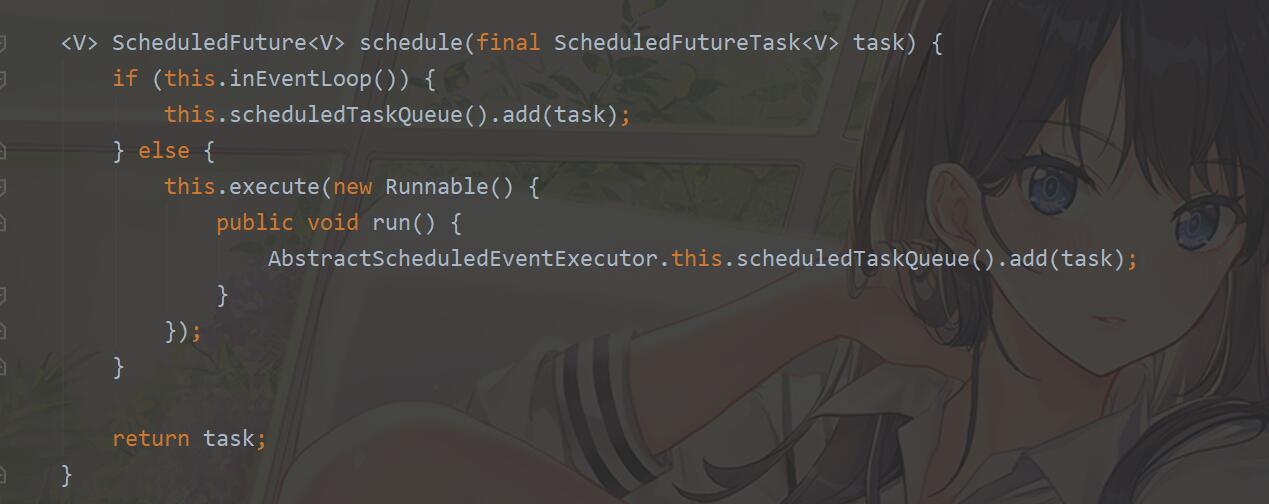 <V> ScheduledFuture<V> schedule(final ScheduledFutureTask<V> task) {
    if (this.inEventLoop()) {
        this.scheduledTaskQueue().add(task);
    } else {
        this.execute(new Runnable() {
            public void run() {
                AbstractScheduledEventExecutor.this.scheduledTaskQueue().add(task);
            }
        });
    }

    return task;
}